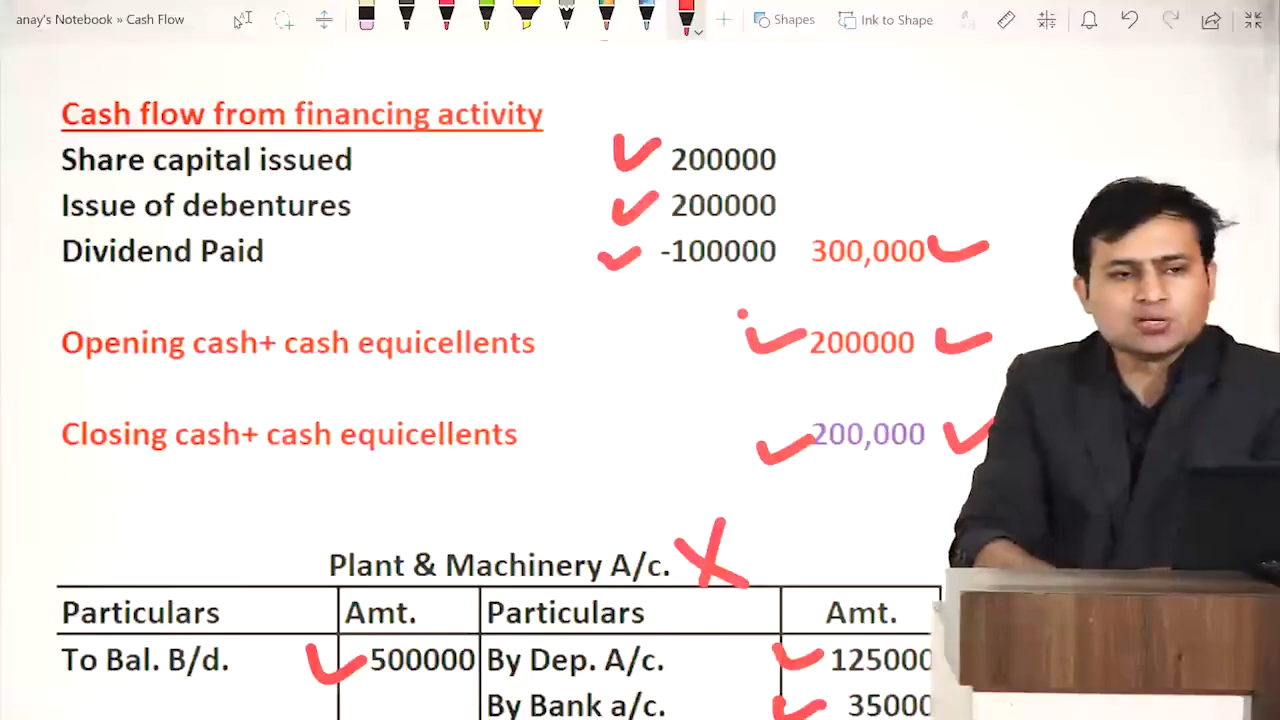 anay's Notebook » Cash Flow
Shapes
Ink to Shape
Cash flow from financing activity
Share capital issued 200000
Issue of debentures 200000
Dividend Paid -100000 300,000
Opening cash+ cash equicellents 200000
Closing cash+ cash equicellents 200,000
Plant & Machinery A/c.
Particulars Amt. Particulars Amt.
To Bal. B/d. 500000 By Dep. A/c. 125000
By Bank a/c. 35000